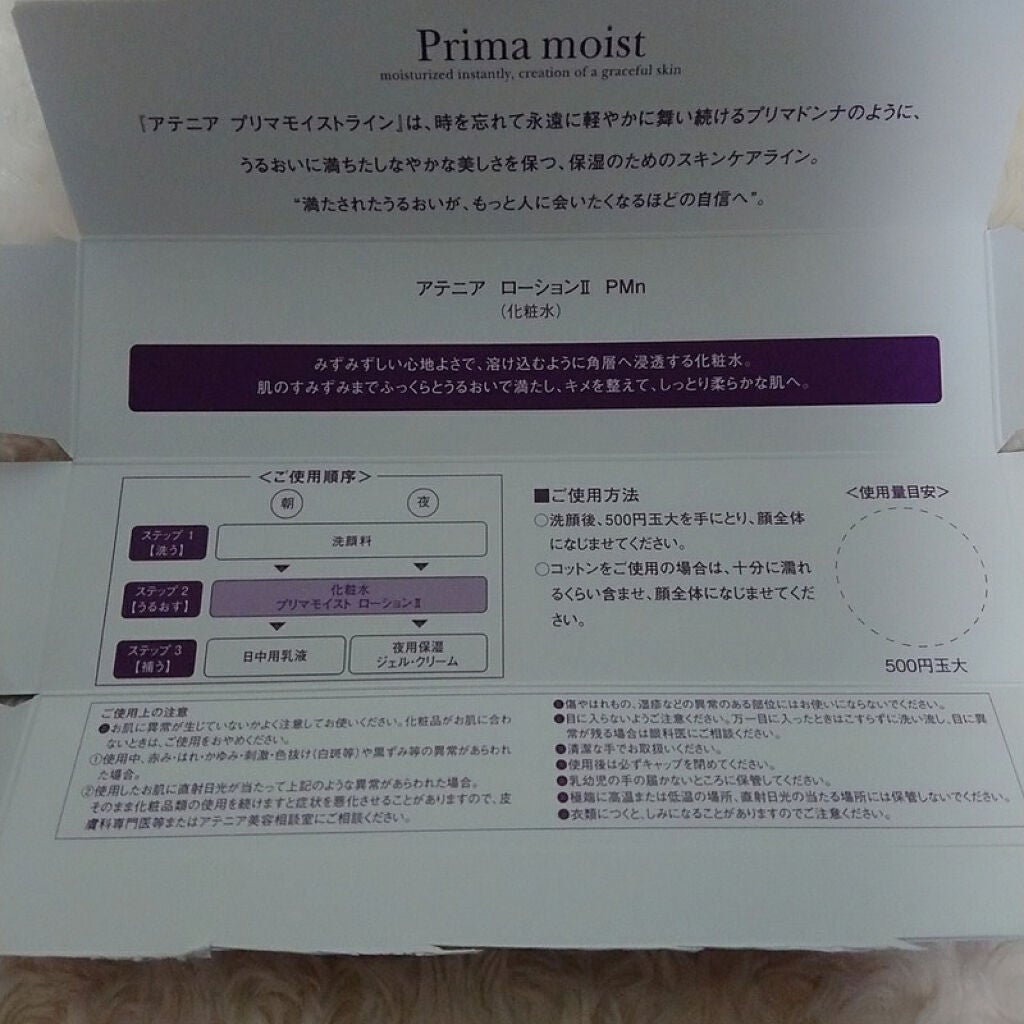 Prima moist
moisturized instantly, creation of a graceful skin
『アテニア プリマモイストライン』は、時を忘れて永遠に軽やかに舞い続けるプリマドンナのように、
うるおいに満ちたしなやかな美しさを保つ、保湿のためのスキンケアライン。
“満たされたうるおいが、もっと人に会いたくなるほどの自信へ”。
アテニア ローションⅡ PMn
(化粧水)
みずみずしい心地よさで、溶け込むように角層へ浸透する化粧水。
肌のすみずみまでふっくらとうるおいで満たし、キメを整えて、しっとり柔らかな肌へ。
<ご使用順序>
朝 夜
ステップ 1
【洗う】
洗顔料
ステップ 2
【うるおす】
化粧水
プリマモイスト ローションⅡ
ステップ 3
【補う】
日中用乳液
夜用保湿
ジェル・クリーム
■ご使用方法
○洗顔後、500円玉大を手にとり、顔全体
になじませてください。
○コットンをご使用の場合は、十分に濡れ
るくらい含ませ、顔全体になじませてくだ
さい。
<使用量目安>
500円玉大
ご使用上の注意
●お肌に異常が生じていないかよく注意してお使いください。化粧品がお肌に合わ
ないときは、ご使用をおやめください。
①使用中、赤み・はれ・かゆみ・刺激・色抜け(白斑等)や黒ずみ等の異常があらわれ
た場合。
②使用したお肌に直射日光が当たって上記のような異常があらわれた場合。
そのまま化粧品類の使用を続けますと症状を悪化させることがありますので、皮
膚科専門医等またはアテニア美容相談室にご相談ください。
●傷やはれもの、湿疹などの異常のある部位にはお使いにならないでください。
●目に入らないようご注意ください。万一目に入ったときはこすらずに洗い流し、目に異
常が残る場合は眼科医にご相談ください。
●清潔な手でお取扱いください。
●使用後は必ずキャップを閉めてください。
●乳幼児の手の届かないところに保管してください。
●極端に高温または低温の場所、直射日光の当たる場所には保管しないでください。
●衣類につくと、しみになることがありますのでご注意ください。